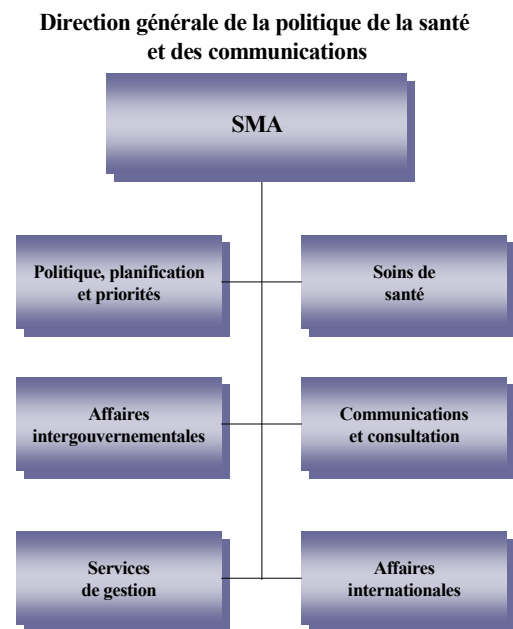 Direction générale de la politique de la santé
et des communications
SMA
Politique, planification
et priorités
Soins de
santé
Affaires
intergouvernementales
Communications
et consultation
Services
de gestion
Affaires
internationales